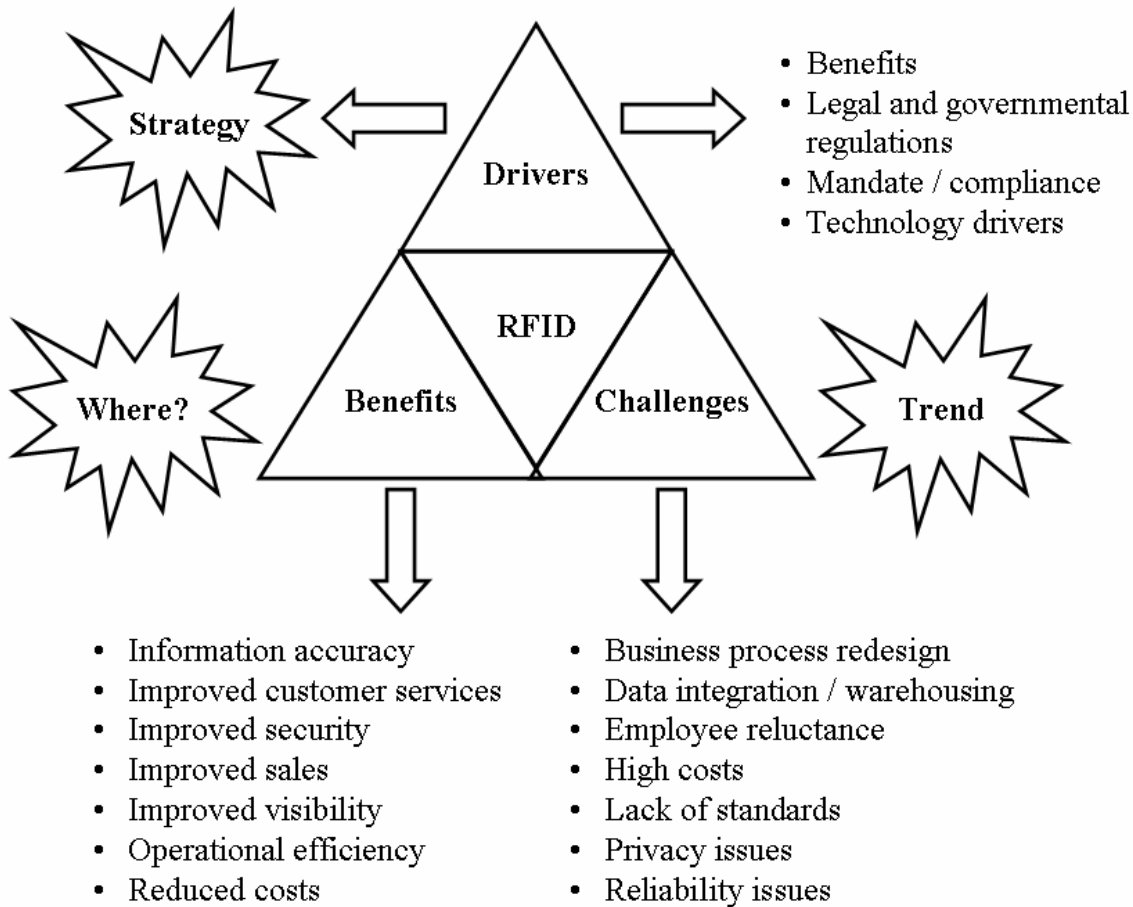 Strategy
Drivers
• Benefits
• Legal and governmental
regulations
• Mandate / compliance
• Technology drivers
Where?
Benefits
RFID
Challenges
Trend
• Information accuracy
• Improved customer services
• Improved security
• Improved sales
• Improved visibility
• Operational efficiency
• Reduced costs
• Business process redesign
• Data integration / warehousing
• Employee reluctance
• High costs
• Lack of standards
• Privacy issues
• Reliability issues